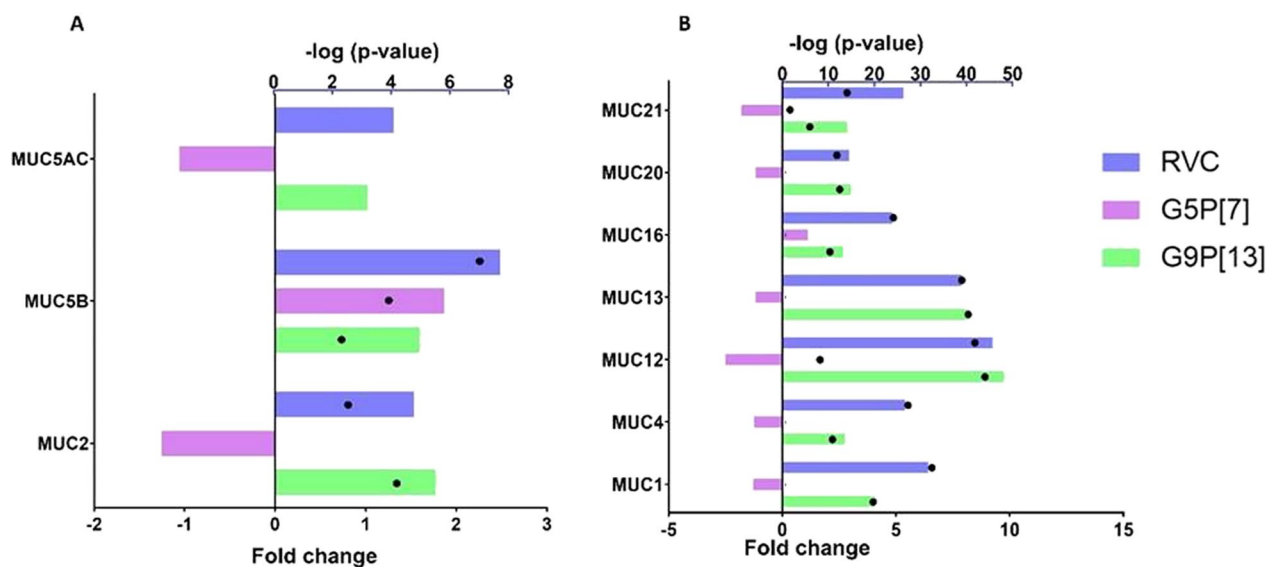 A
-log (p-value)
0 2 4 6 8
MUC5AC
MUC5B
MUC2
-2 -1 0 1 2 3
Fold change
B
-log (p-value)
0 10 20 30 40 50
MUC21
MUC20
MUC16
MUC13
MUC12
MUC4
MUC1
-5 0 5 10 15
Fold change
RVC
G5P[7]
G9P[13]